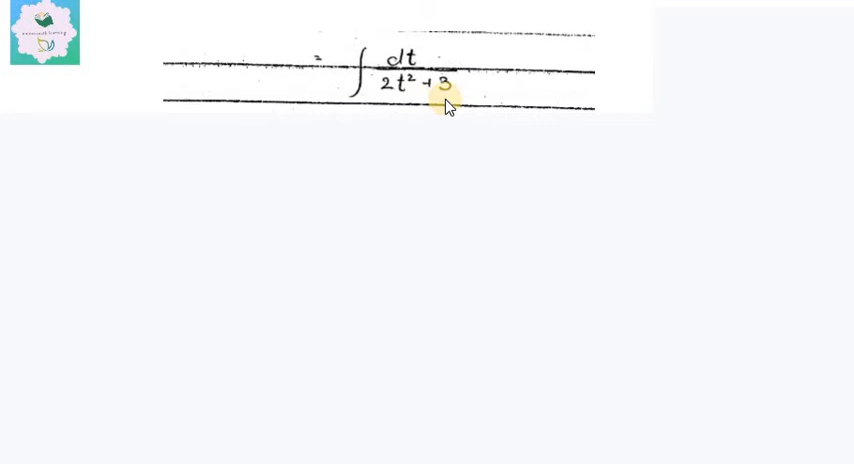 = ∫ dt / 2t² + 3